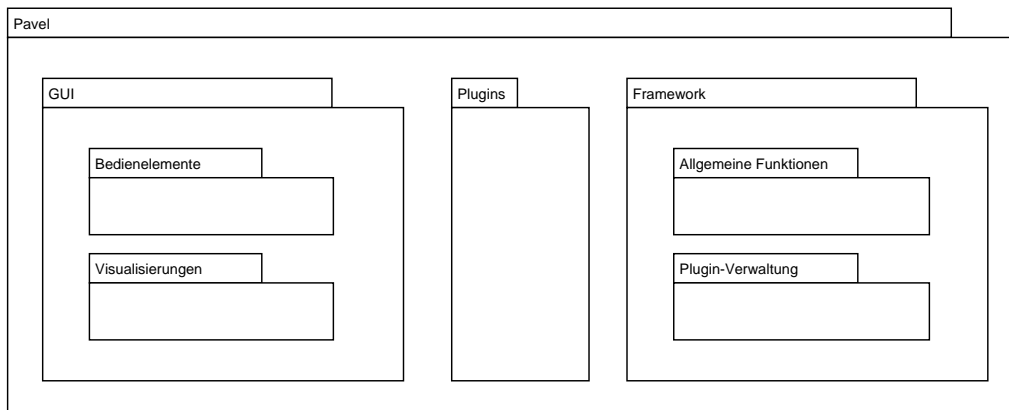 Pavel
GUI
Plugins
Framework
Bedienelemente
Allgemeine Funktionen
Visualisierungen
Plugin-Verwaltung